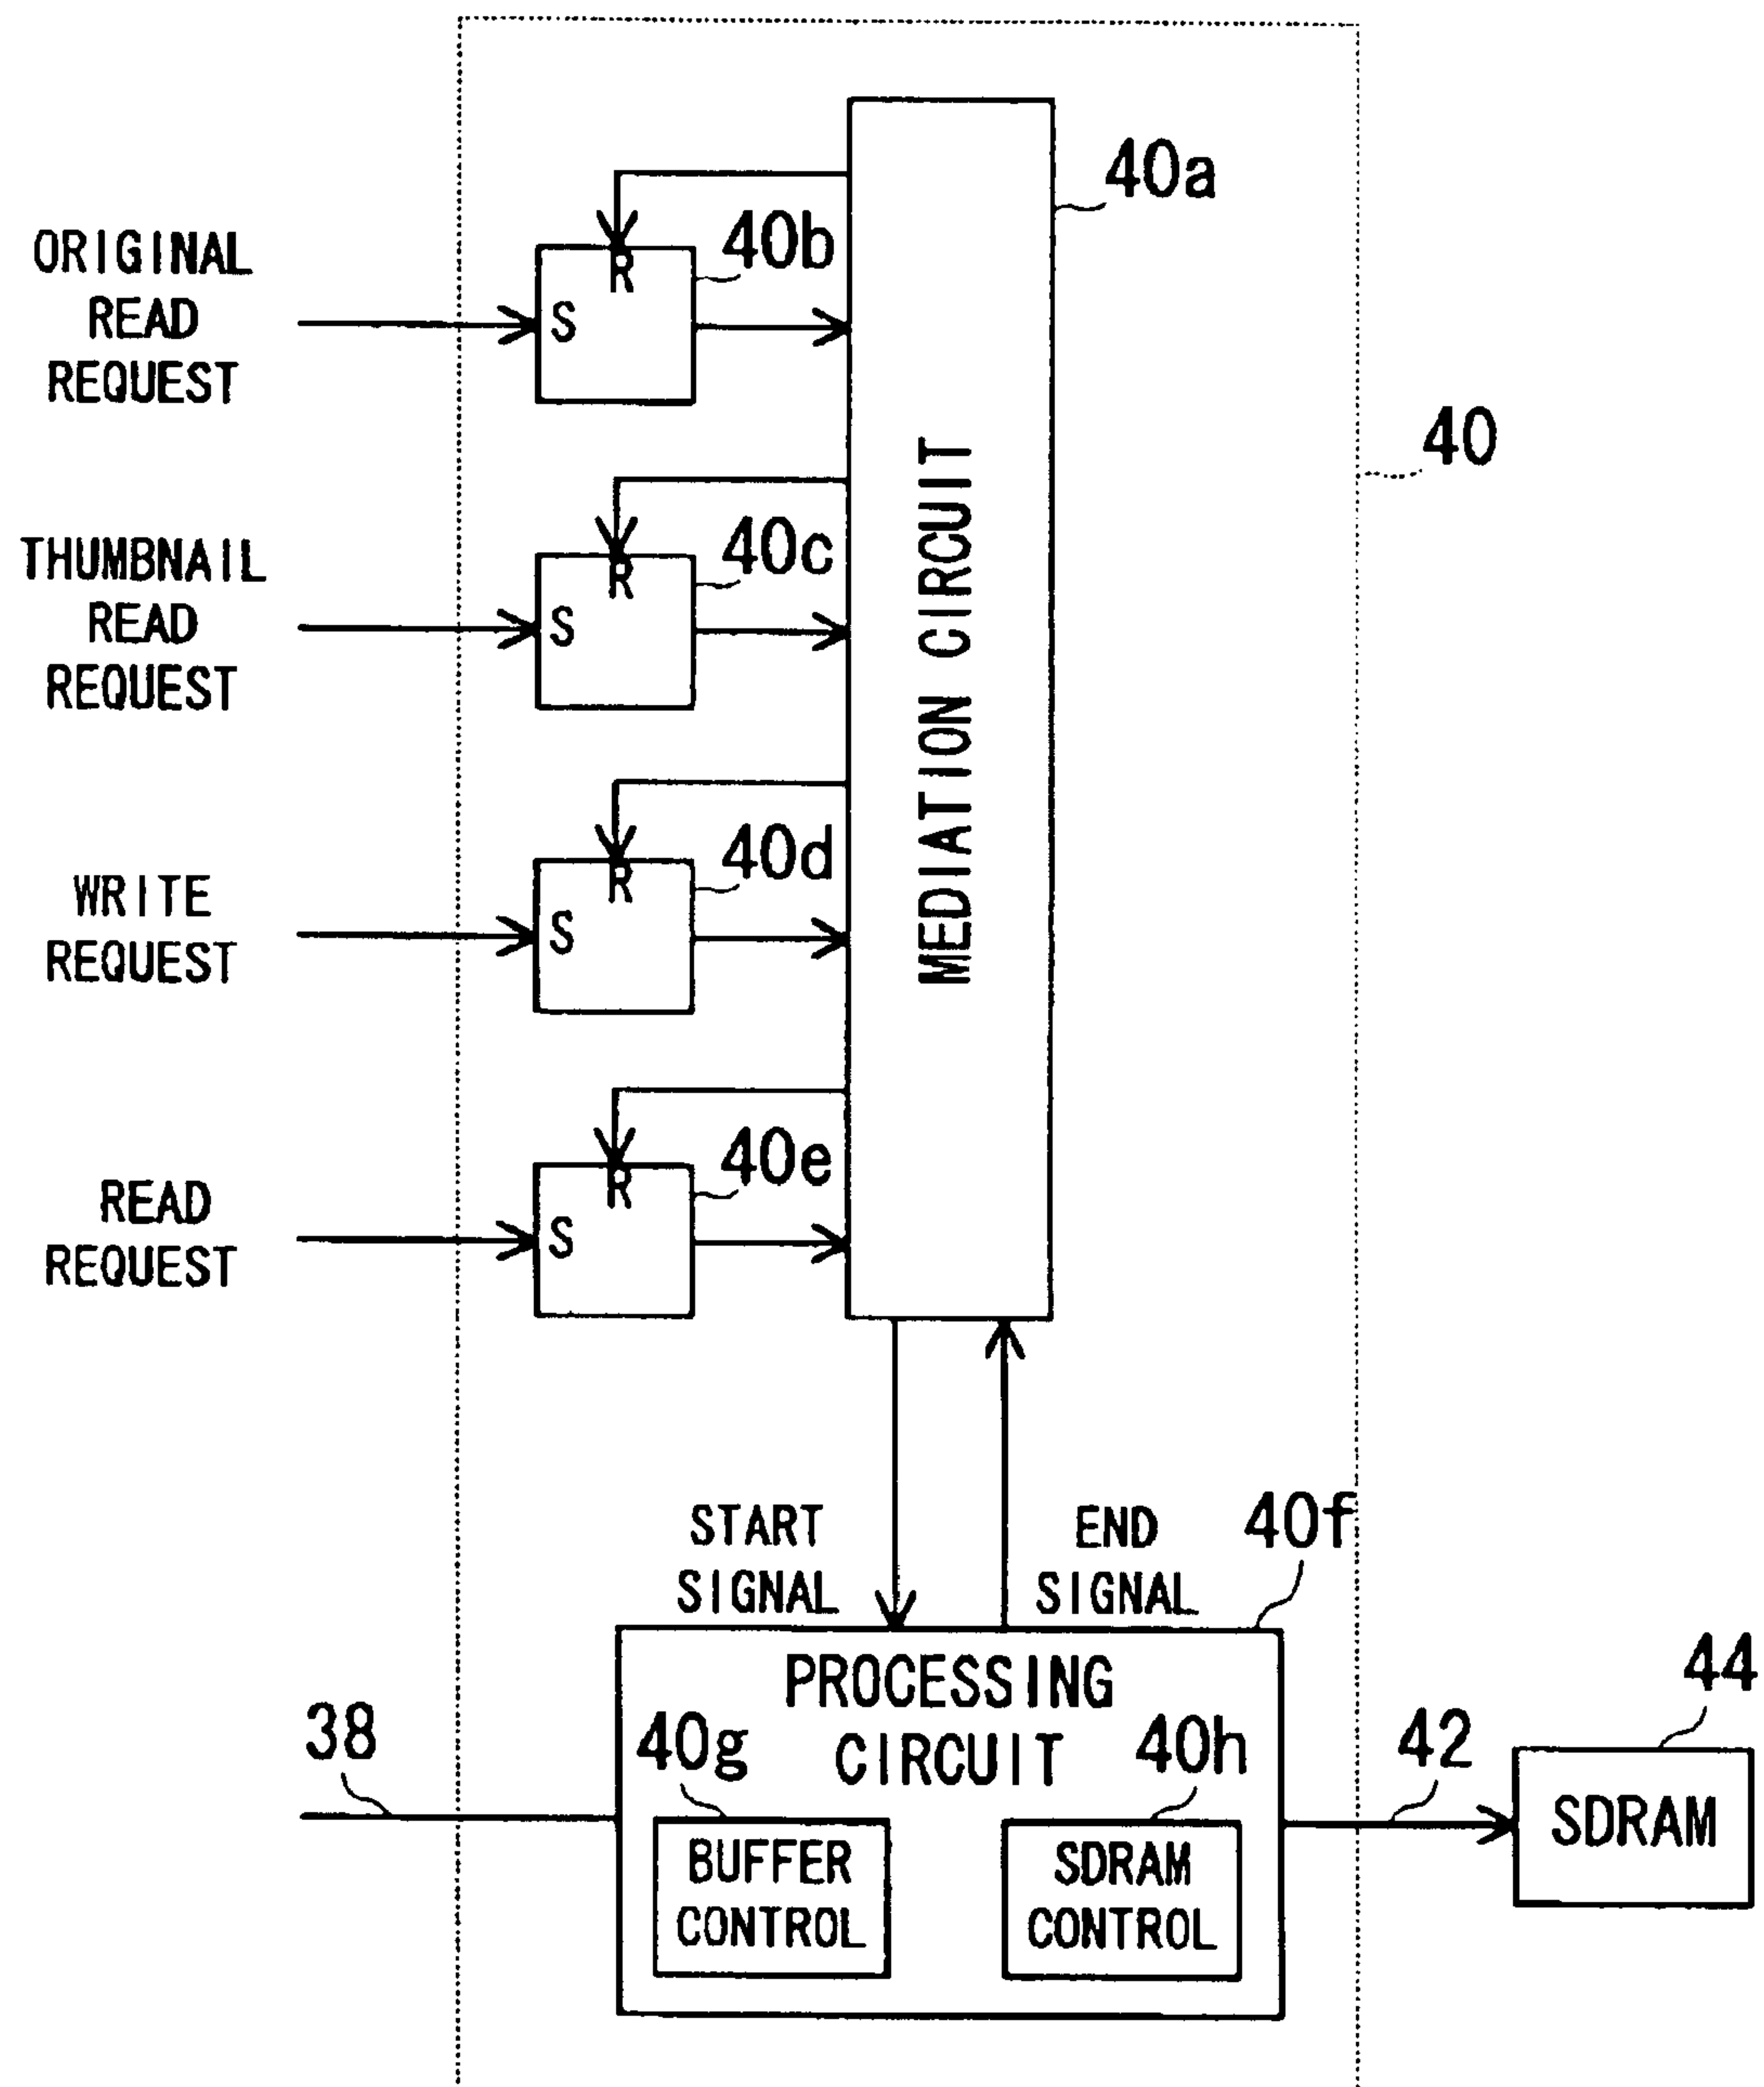 40a
R
40b
ORIGINAL
READ
REQUEST
S
40
R
40c
THUMBNAIL
READ
REQUEST
S
MEDIATION CIRCUIT
R
40d
WRITE
REQUEST
S
R
40e
READ
REQUEST
S
START
SIGNAL
END
SIGNAL
40f
PROCESSING
CIRCUIT
38
40g
40h
42
44
BUFFER
CONTROL
SDRAM
CONTROL
SDRAM